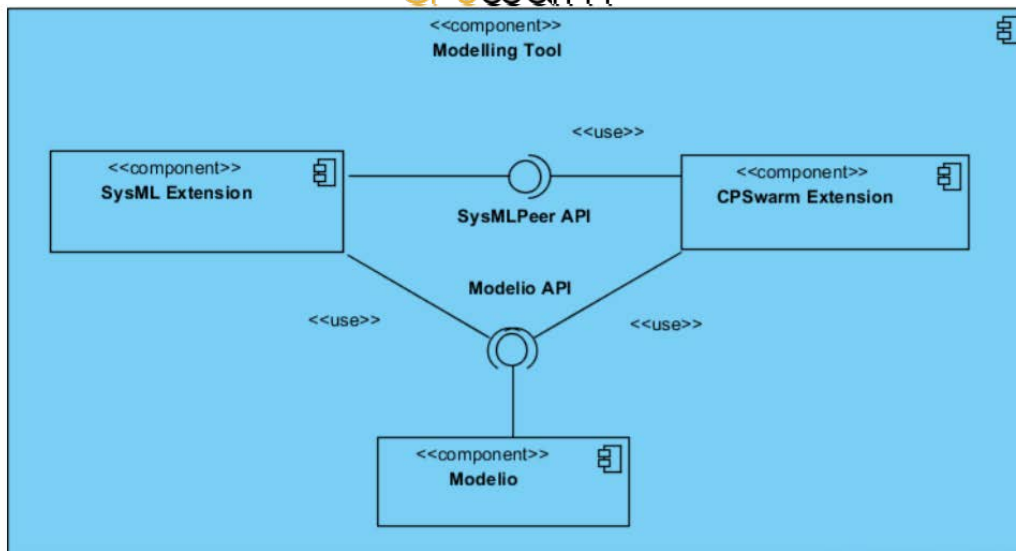 <<component>>
Modelling Tool
<<use>>
<<component>>
SysML Extension
<<component>>
CPSwarm Extension
SysMLPeer API
Modelio API
<<use>>
<<use>>
<<component>>
Modelio